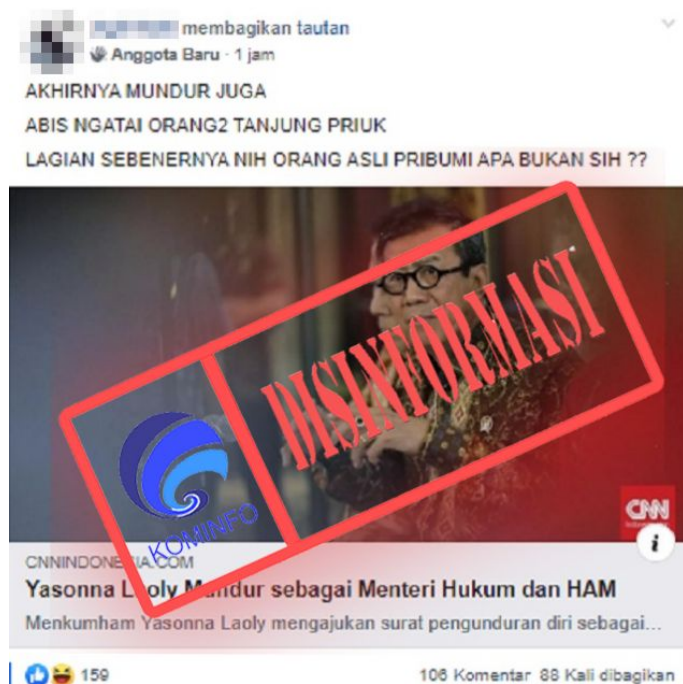 membagikan tautan
Anggota Baru · 1 jam
AKHIRNYA MUNDUR JUGA
ABIS NGATAI ORANG2 TANJUNG PRIUK
LAGIAN SEBENERNYA NIH ORANG ASLI PRIBUMI APA BUKAN SIH ??
DISINFORMASI
KOMINFO
CNN
i
CNNINDONESIA.COM
Yasonna Laoly Mundur sebagai Menteri Hukum dan HAM
Menkumham Yasonna Laoly mengajukan surat pengunduran diri sebagai...
159
106 Komentar 88 Kali dibagikan